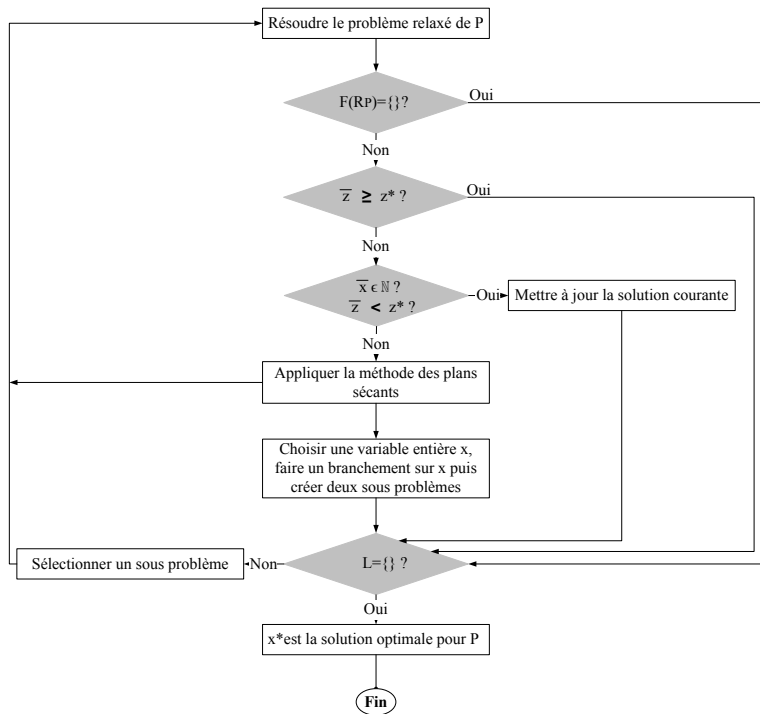 Résoudre le problème relaxé de P
F(RP)={}?
Oui
Non
z̅ ≥ z* ?
Oui
Non
x̅ ϵ ℕ ?
z̅ < z* ?
Oui
Mettre à jour la solution courante
Non
Appliquer la méthode des plans
sécants
Choisir une variable entière x,
faire un branchement sur x puis
créer deux sous problèmes
Sélectionner un sous problème
Non
L={} ?
Oui
x*est la solution optimale pour P
Fin